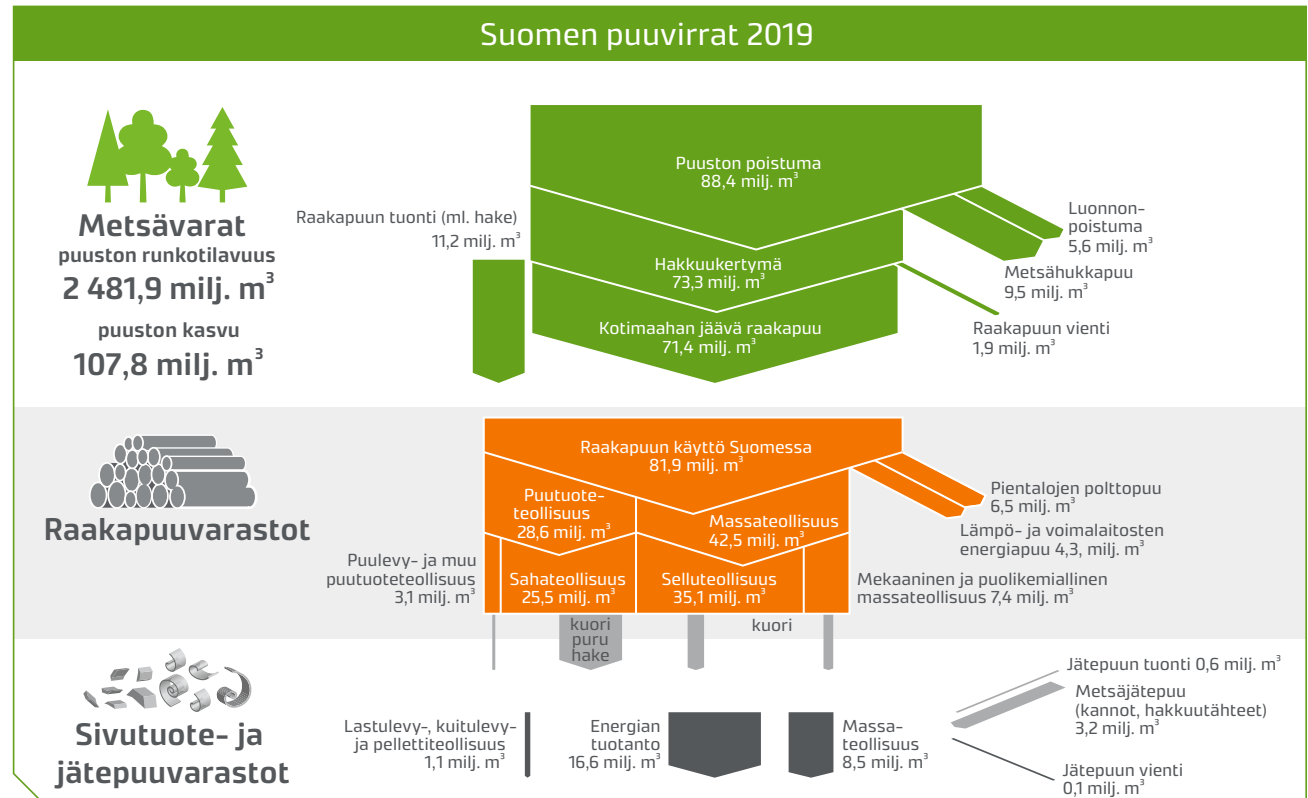 Suomen puuvirrat 2019
Metsävarat
puuston runkotilavuus
2 481,9 milj. m³
puuston kasvu
107,8 milj. m³
Puuston poistuma
88,4 milj. m³
Raakapuun tuonti (ml. hake)
11,2 milj. m³
Luonnon-
poistuma
5,6 milj. m³
Hakkuukertymä
73,3 milj. m³
Metsähukkapuu
9,5 milj. m³
Kotimaahan jäävä raakapuu
71,4 milj. m³
Raakapuun vienti
1,9 milj. m³
Raakapuuvarastot
Raakapuun käyttö Suomessa
81,9 milj. m³
Puutuote-
teollisuus
28,6 milj. m³
Massateollisuus
42,5 milj. m³
Pientalojen polttopuu
6,5 milj. m³
Lämpö- ja voimalaitosten
energiapuu 4,3, milj. m³
Puulevy- ja muu
puutuoteteollisuus
3,1 milj. m³
Sahateollisuus
25,5 milj. m³
Selluteollisuus
35,1 milj. m³
Mekaaninen ja puolikemiallinen
massateollisuus 7,4 milj. m³
kuori
puru
hake
kuori
Sivutuote- ja
jätepuuvarastot
Lastulevy-, kuitulevy-
ja pellettiteollisuus
1,1 milj. m³
Energian
tuotanto
16,6 milj. m³
Massa-
teollisuus
8,5 milj. m³
Jätepuun tuonti 0,6 milj. m³
Metsäjätepuu
(kannot, hakkuutähteet)
3,2 milj. m³
Jätepuun vienti
0,1 milj. m³